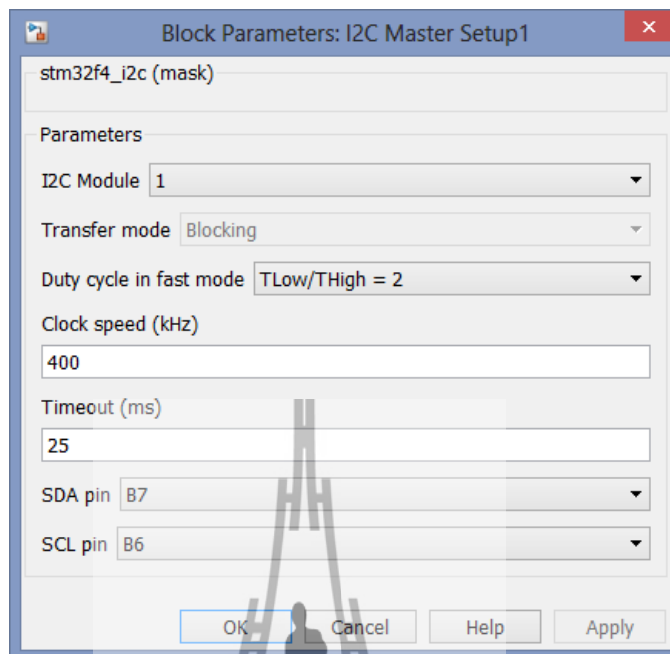 Block Parameters: I2C Master Setup1
stm32f4_i2c (mask)
Parameters
I2C Module 1
Transfer mode Blocking
Duty cycle in fast mode TLow/THigh = 2
Clock speed (kHz)
400
Timeout (ms)
25
SDA pin B7
SCL pin B6
OK Cancel Help Apply